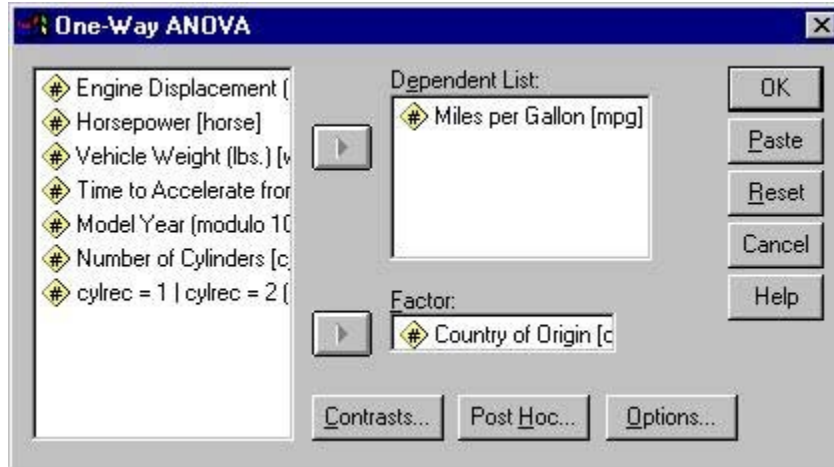 One-Way ANOVA
Engine Displacement (
Horsepower [horse]
Vehicle Weight (lbs.) [w
Time to Accelerate from
Model Year (modulo 10
Number of Cylinders [c
cylrec = 1 | cylrec = 2 (
Dependent List:
Miles per Gallon [mpg]
Factor:
Country of Origin [c
OK
Paste
Reset
Cancel
Help
Contrasts...
Post Hoc...
Options...